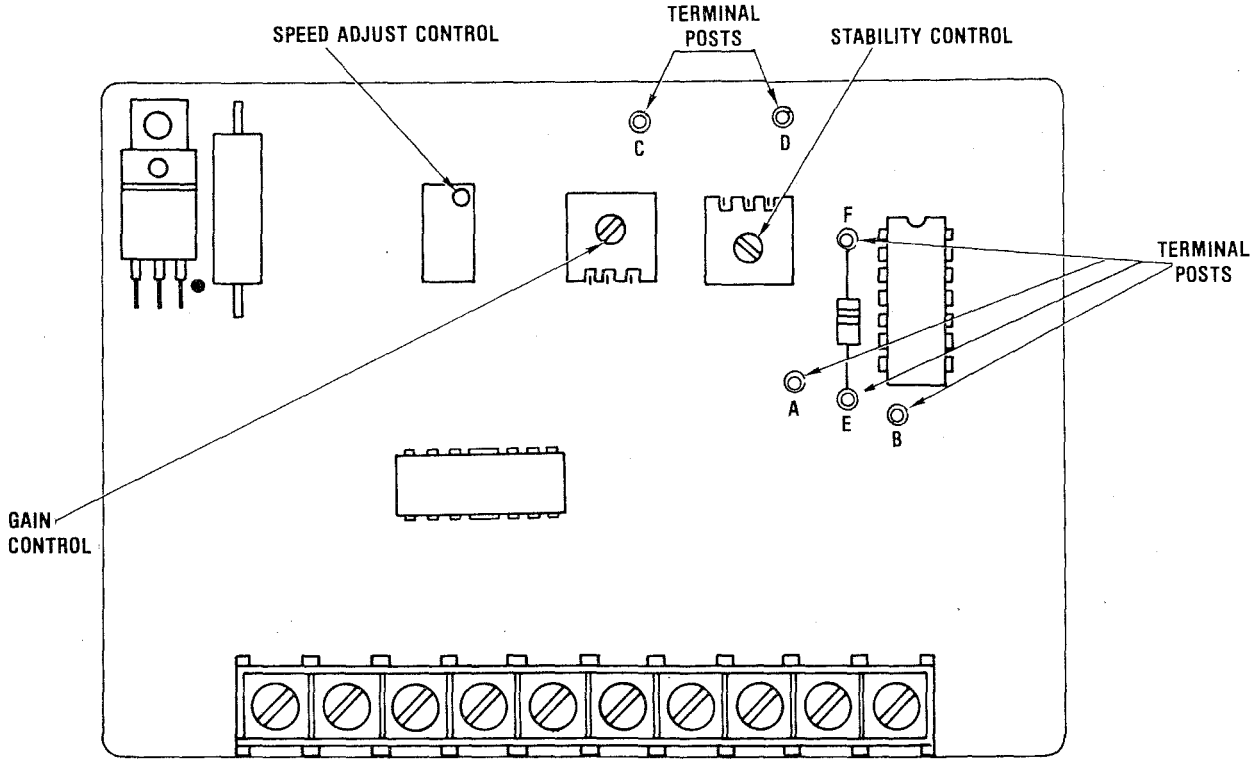 SPEED ADJUST CONTROL
TERMINAL
POSTS
STABILITY CONTROL
C
D
F
TERMINAL
POSTS
A
E
B
GAIN
CONTROL